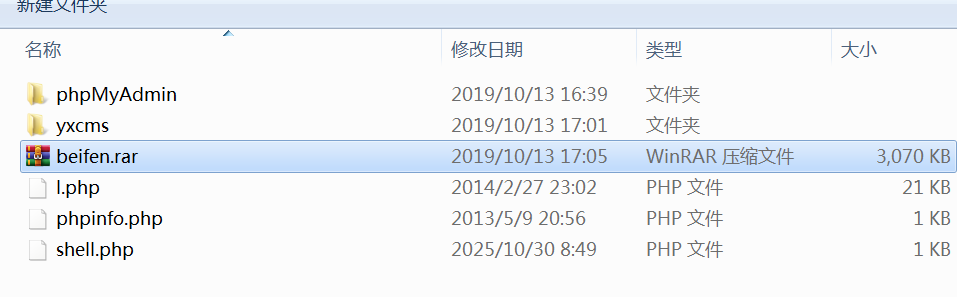 新建文件夹
名称 修改日期 类型 大小
phpMyAdmin 2019/10/13 16:39 文件夹
yxcms 2019/10/13 17:01 文件夹
beifen.rar 2019/10/13 17:05 WinRAR 压缩文件 3,070 KB
l.php 2014/2/27 23:02 PHP 文件 21 KB
phpinfo.php 2013/5/9 20:56 PHP 文件 1 KB
shell.php 2025/10/30 8:49 PHP 文件 1 KB